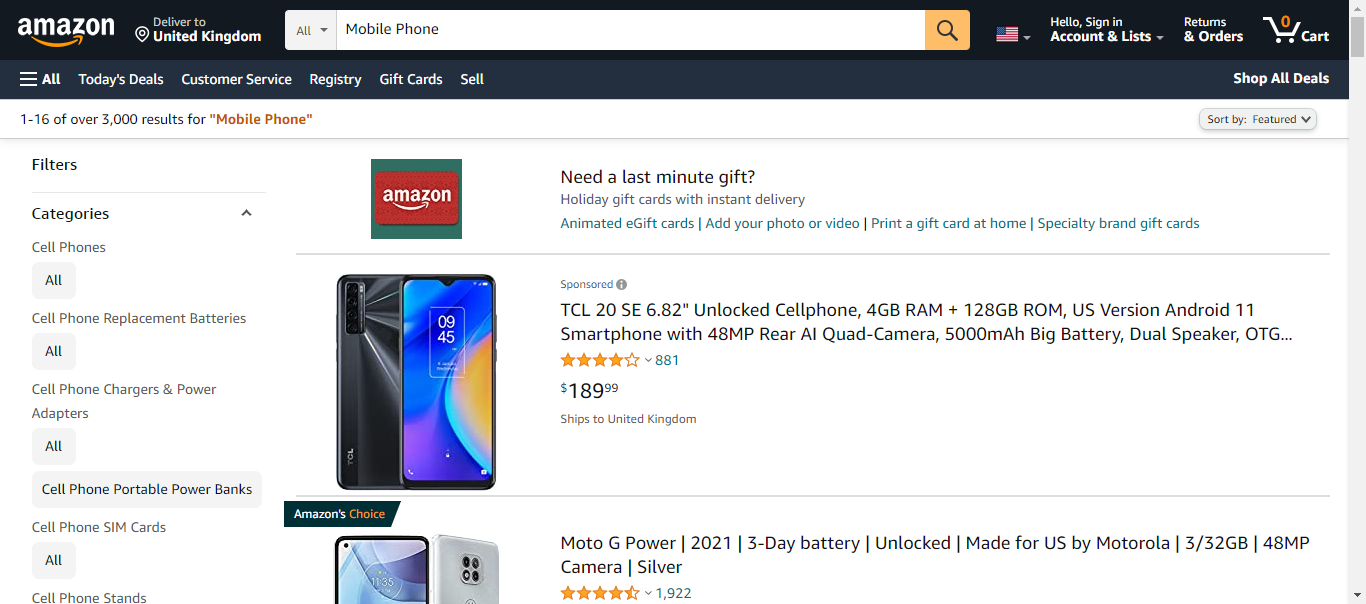 amazon
Deliver to
United Kingdom
All
Mobile Phone
Hello, Sign in
Account & Lists
Returns
& Orders
0
Cart
All
Today's Deals
Customer Service
Registry
Gift Cards
Sell
Shop All Deals
1-16 of over 3,000 results for "Mobile Phone"
Sort by: Featured
Filters
Categories
Cell Phones
All
Cell Phone Replacement Batteries
All
Cell Phone Chargers & Power
Adapters
All
Cell Phone Portable Power Banks
Cell Phone SIM Cards
All
Cell Phone Stands
amazon
Need a last minute gift?
Holiday gift cards with instant delivery
Animated eGift cards | Add your photo or video | Print a gift card at home | Specialty brand gift cards
09
45
TCL
Sponsored
TCL 20 SE 6.82" Unlocked Cellphone, 4GB RAM + 128GB ROM, US Version Android 11
Smartphone with 48MP Rear AI Quad-Camera, 5000mAh Big Battery, Dual Speaker, OTG...
881
$18999
Ships to United Kingdom
Amazon's Choice
11:35
Moto G Power | 2021 | 3-Day battery | Unlocked | Made for US by Motorola | 3/32GB | 48MP
Camera | Silver
1,922